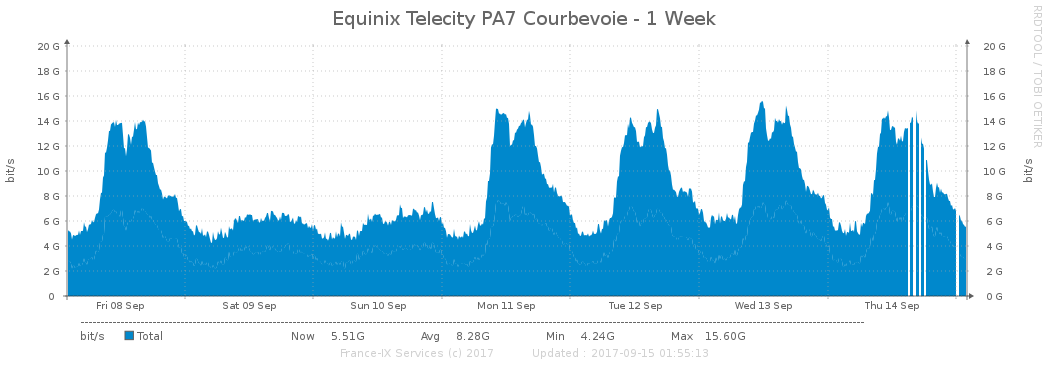 Equinix Telecity PA7 Courbevoie - 1 Week
RRDTOOL / TOBI OETIKER
20 G 20 G
18 G 18 G
16 G 16 G
14 G 14 G
12 G 12 G
10 G 10 G
8 G 8 G
6 G 6 G
4 G 4 G
2 G 2 G
0 0 G
bit/s bit/s
Fri 08 Sep Sat 09 Sep Sun 10 Sep Mon 11 Sep Tue 12 Sep Wed 13 Sep Thu 14 Sep
bit/s Total Now 5.51G Avg 8.28G Min 4.24G Max 15.60G
France-IX Services (c) 2017 Updated : 2017-09-15 01:55:13